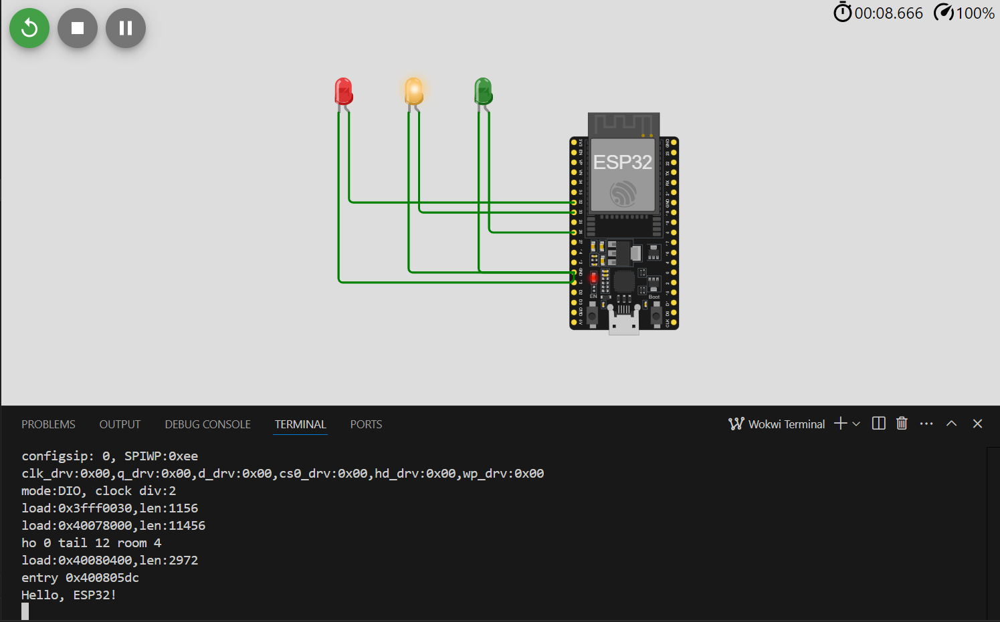 00:08.666 100%
ESP32
EN Boot
PROBLEMS OUTPUT DEBUG CONSOLE TERMINAL PORTS Wokwi Terminal
configsip: 0, SPIWP:0xee
clk_drv:0x00,q_drv:0x00,d_drv:0x00,cs0_drv:0x00,hd_drv:0x00,wp_drv:0x00
mode:DIO, clock div:2
load:0x3fff0030,len:1156
load:0x40078000,len:11456
ho 0 tail 12 room 4
load:0x40080400,len:2972
entry 0x400805dc
Hello, ESP32!